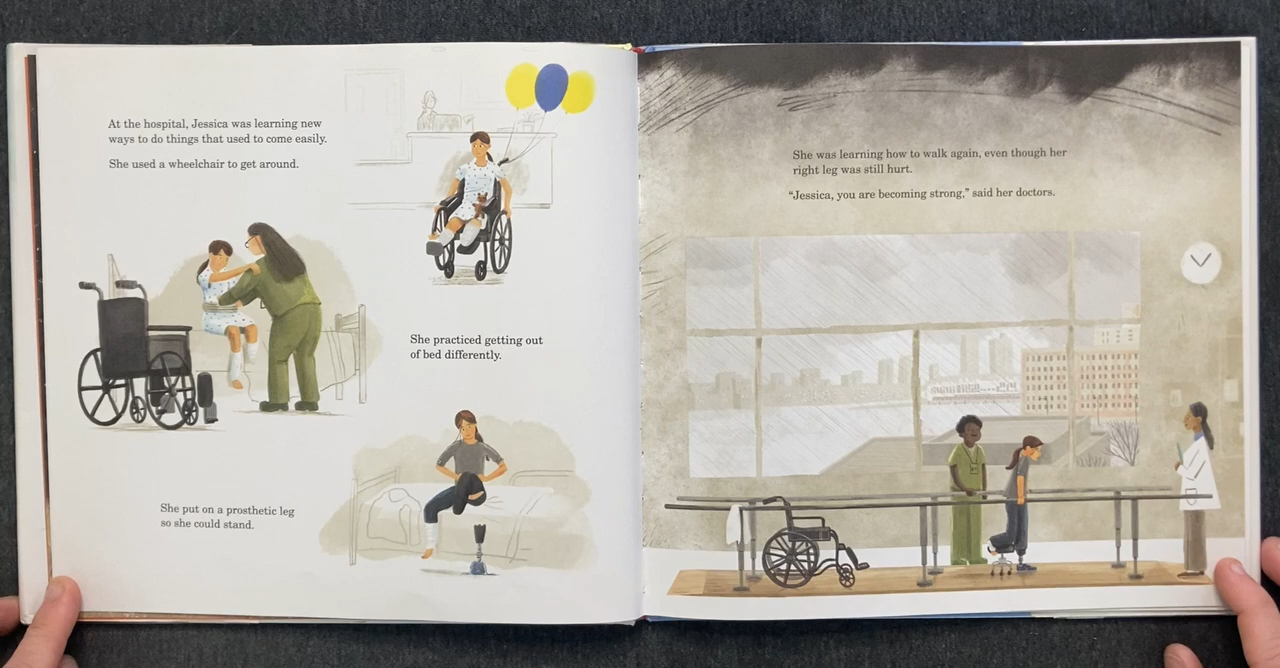 At the hospital, Jessica was learning new
ways to do things that used to come easily.
She used a wheelchair to get around.
She practiced getting out
of bed differently.
She put on a prosthetic leg
so she could stand.
She was learning how to walk again, even though her
right leg was still hurt.
“Jessica, you are becoming strong,” said her doctors.